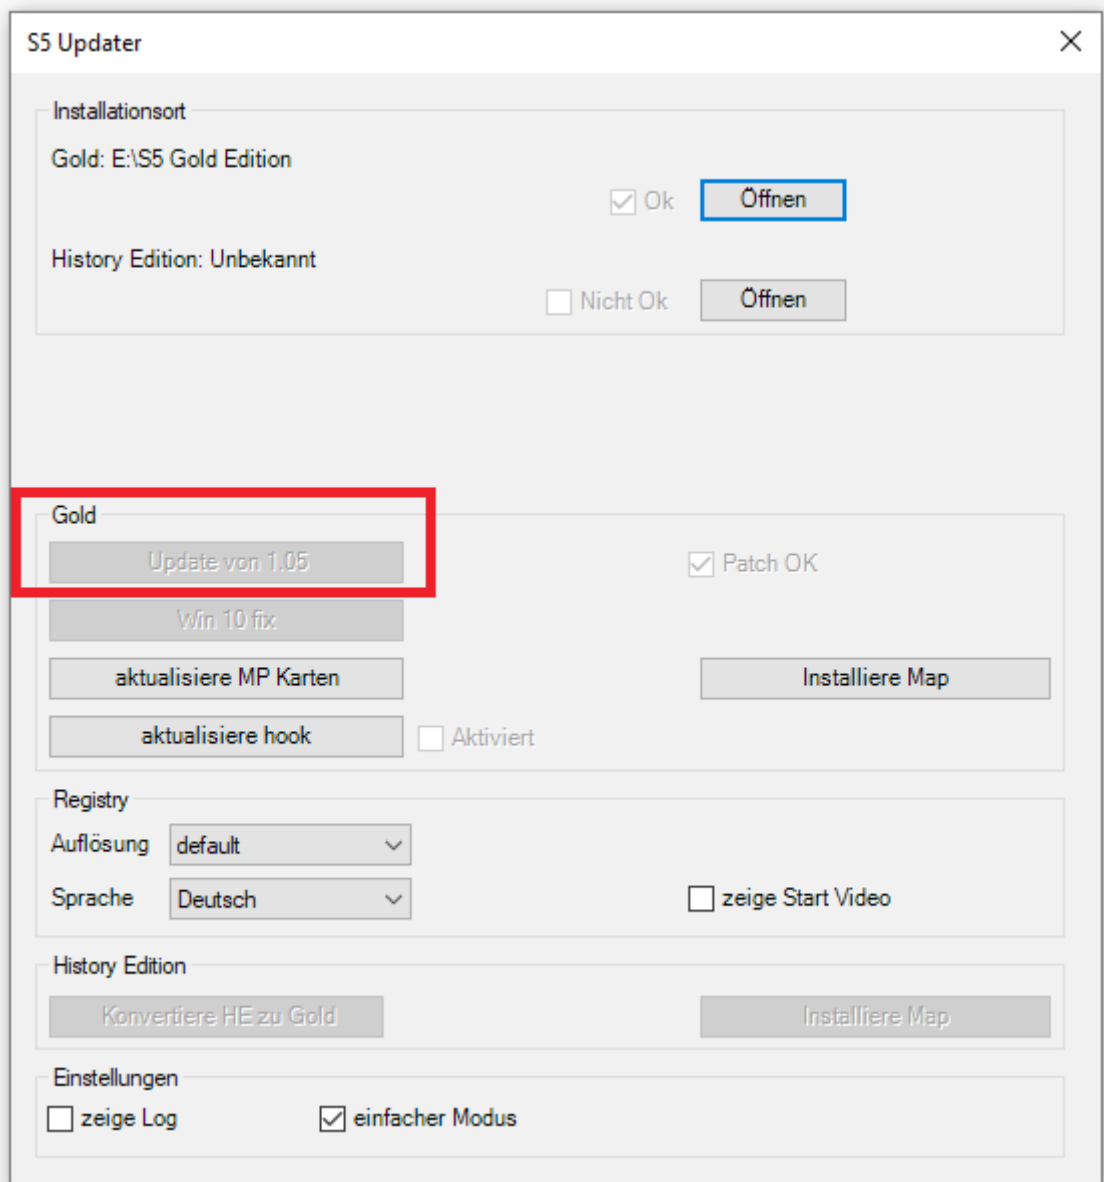 S5 Updater
Installationsort
Gold: E:\S5 Gold Edition
Ok Öffnen
History Edition: Unbekannt
Nicht Ok Öffnen
Gold
Update von 1.05 Patch OK
Win 10 fix
aktualisiere MP Karten Installiere Map
aktualisiere hook Aktiviert
Registry
Auflösung default
Sprache Deutsch zeige Start Video
History Edition
Konvertiere HE zu Gold Installiere Map
Einstellungen
zeige Log einfacher Modus